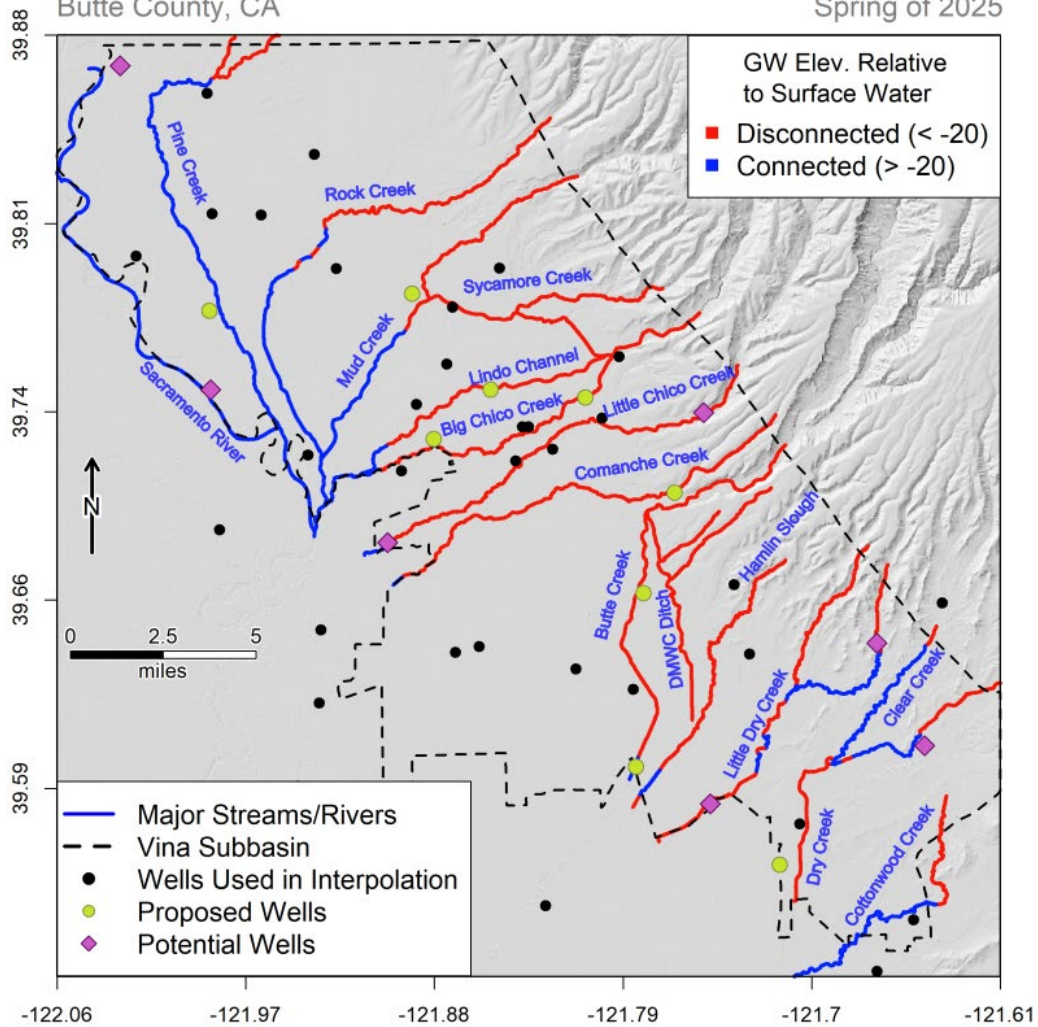 Butte County, CA
Spring of 2025
39.88
39.81
39.74
39.66
39.59
GW Elev. Relative
to Surface Water
Disconnected (< -20)
Connected (> -20)
Pine Creek
Rock Creek
Sycamore Creek
Mud Creek
Lindo Channel
Sacramento River
Big Chico Creek
Little Chico Creek
Comanche Creek
N
Hamlin Slough
Butte Creek
DMWC Ditch
0 2.5 5
miles
Little Dry Creek
Clear Creek
Dry Creek
Cottonwood Creek
Major Streams/Rivers
Vina Subbasin
Wells Used in Interpolation
Proposed Wells
Potential Wells
-122.06 -121.97 -121.88 -121.79 -121.7 -121.61